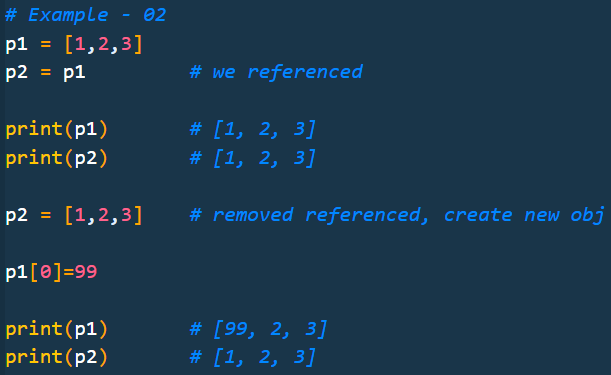 # Example - 02
p1 = [1,2,3]
p2 = p1         # we referenced
print(p1)       # [1, 2, 3]
print(p2)       # [1, 2, 3]
p2 = [1,2,3]    # removed referenced, create new obj
p1[0]=99
print(p1)       # [99, 2, 3]
print(p2)       # [1, 2, 3]